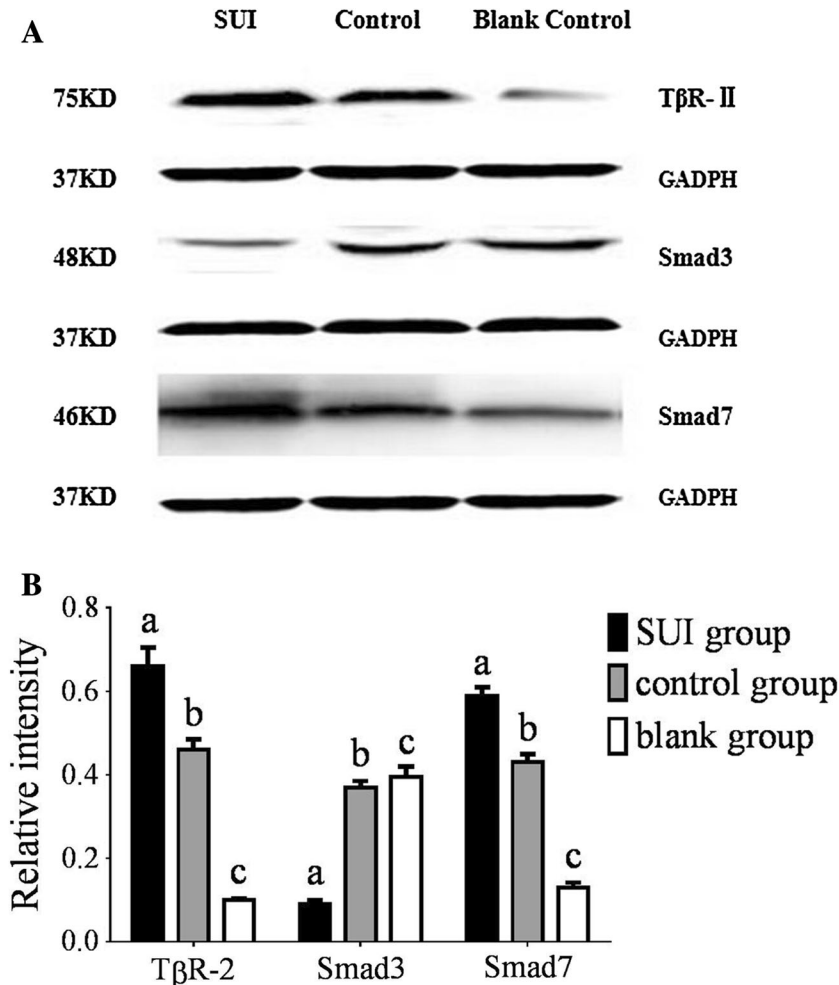 A
SUI Control Blank Control
75KD TβR-Ⅱ
37KD GADPH
48KD Smad3
37KD GADPH
46KD Smad7
37KD GADPH
B
Relative intensity
0.8
0.6
0.4
0.2
0.0
a b c
a b c
a b c
TβR-2 Smad3 Smad7
SUI group
control group
blank group